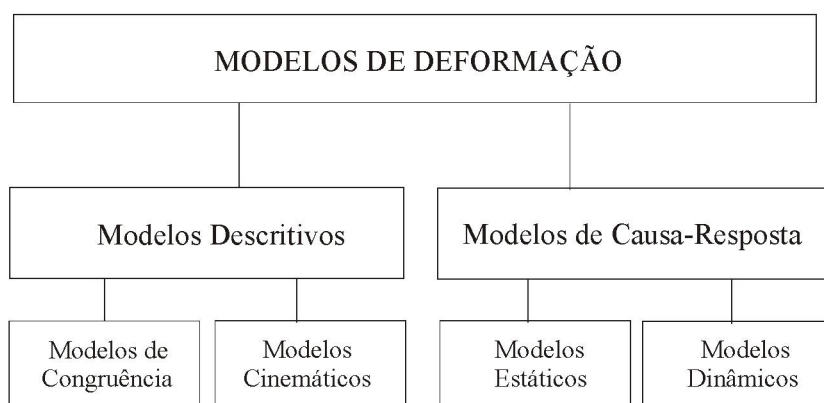 MODELOS DE DEFORMAÇÃO
Modelos Descritivos
Modelos de Causa-Resposta
Modelos de
Congruência
Modelos
Cinemáticos
Modelos
Estáticos
Modelos
Dinâmicos